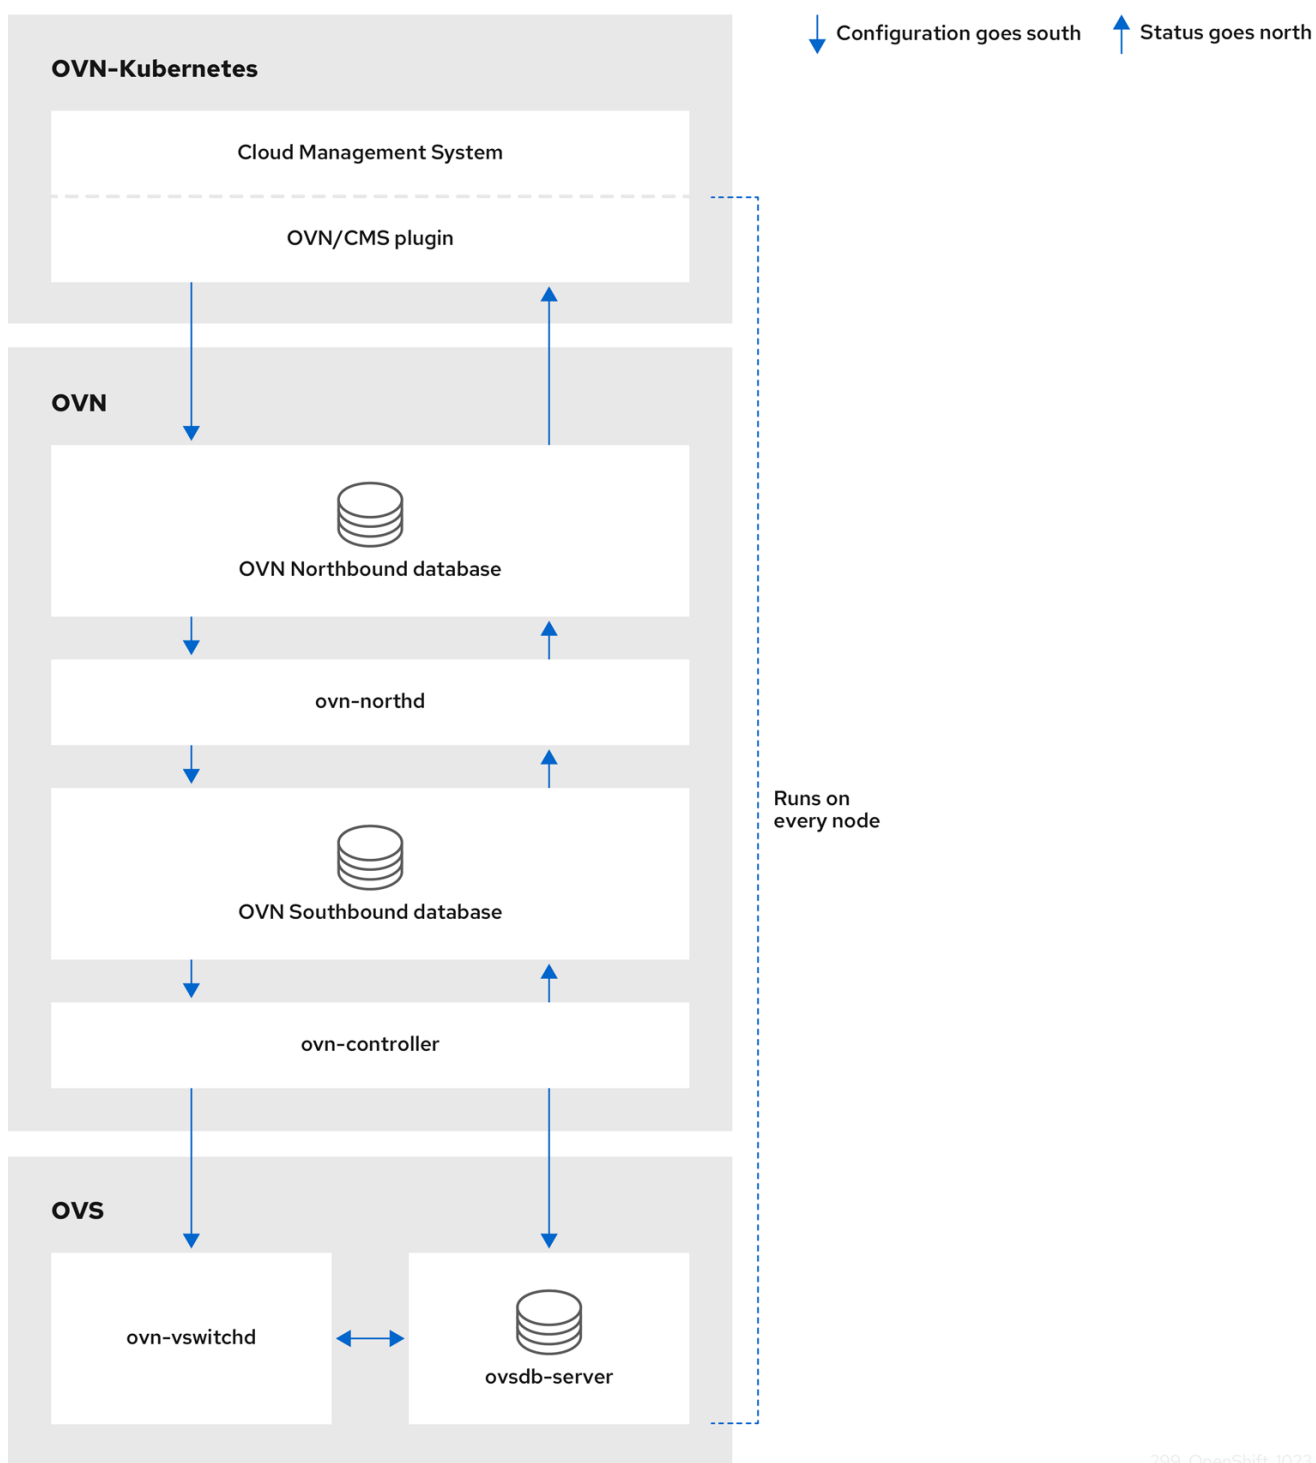 Configuration goes south
Status goes north
OVN-Kubernetes
Cloud Management System
OVN/CMS plugin
OVN
OVN Northbound database
ovn-northd
Runs on
every node
OVN Southbound database
ovn-controller
OVS
ovn-vswitchd
ovsdb-server
299_OpenShift_1023